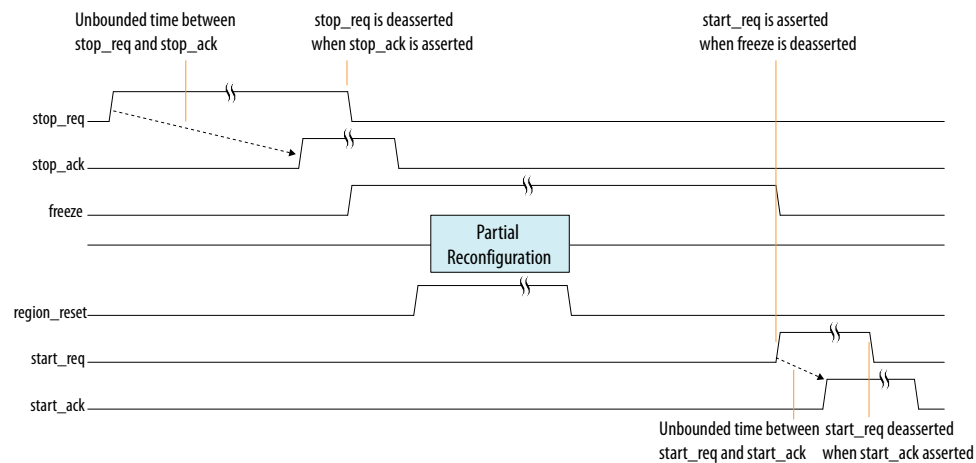 Unbounded time between
stop_req and stop_ack
stop_req is deasserted
when stop_ack is asserted
start_req is asserted
when freeze is deasserted
stop_req
stop_ack
freeze
Partial
Reconfiguration
region_reset
start_req
start_ack
Unbounded time between
start_req and start_ack
start_req deasserted
when start_ack asserted